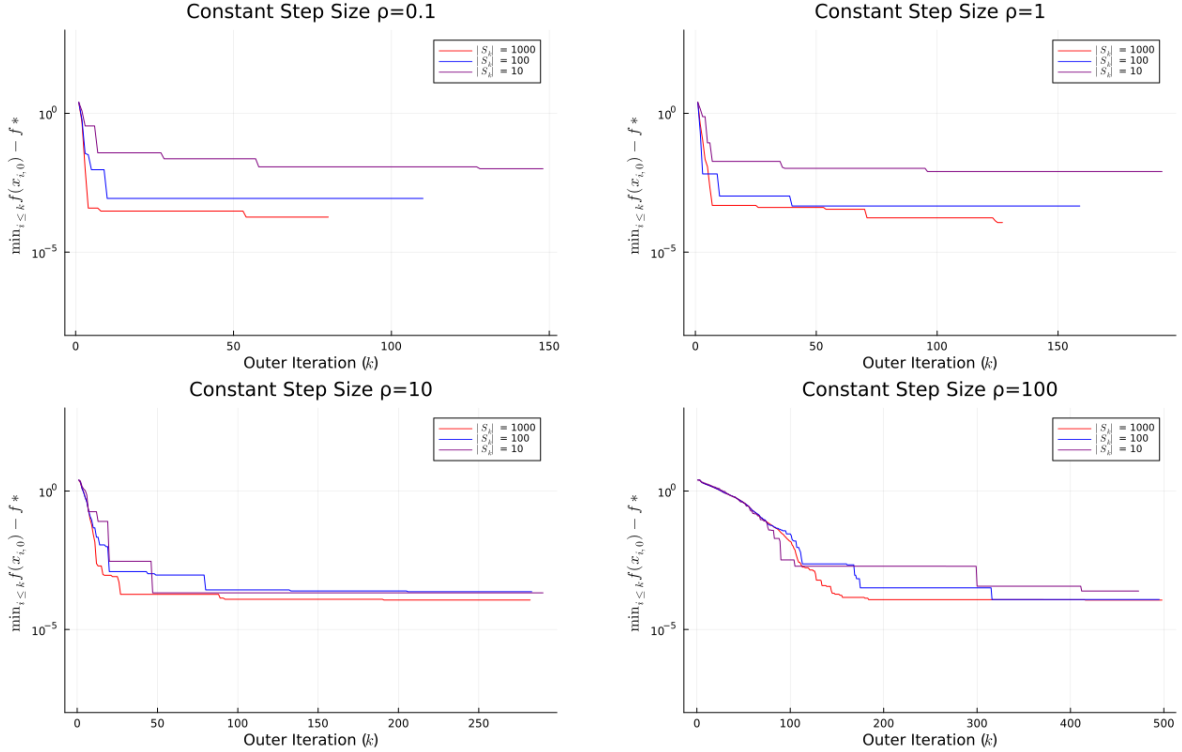 Constant Step Size ρ=0.1
| S_k | = 1000
| S_k | = 100
| S_k | = 10
10^0
10^-5
min_{i≤k} f(x_{i,0}) − f*
0 50 100 150
Outer Iteration (k)
Constant Step Size ρ=1
| S_k | = 1000
| S_k | = 100
| S_k | = 10
10^0
10^-5
min_{i≤k} f(x_{i,0}) − f*
0 50 100 150
Outer Iteration (k)
Constant Step Size ρ=10
| S_k | = 1000
| S_k | = 100
| S_k | = 10
10^0
10^-5
min_{i≤k} f(x_{i,0}) − f*
0 50 100 150 200 250
Outer Iteration (k)
Constant Step Size ρ=100
| S_k | = 1000
| S_k | = 100
| S_k | = 10
10^0
10^-5
min_{i≤k} f(x_{i,0}) − f*
0 100 200 300 400 500
Outer Iteration (k)